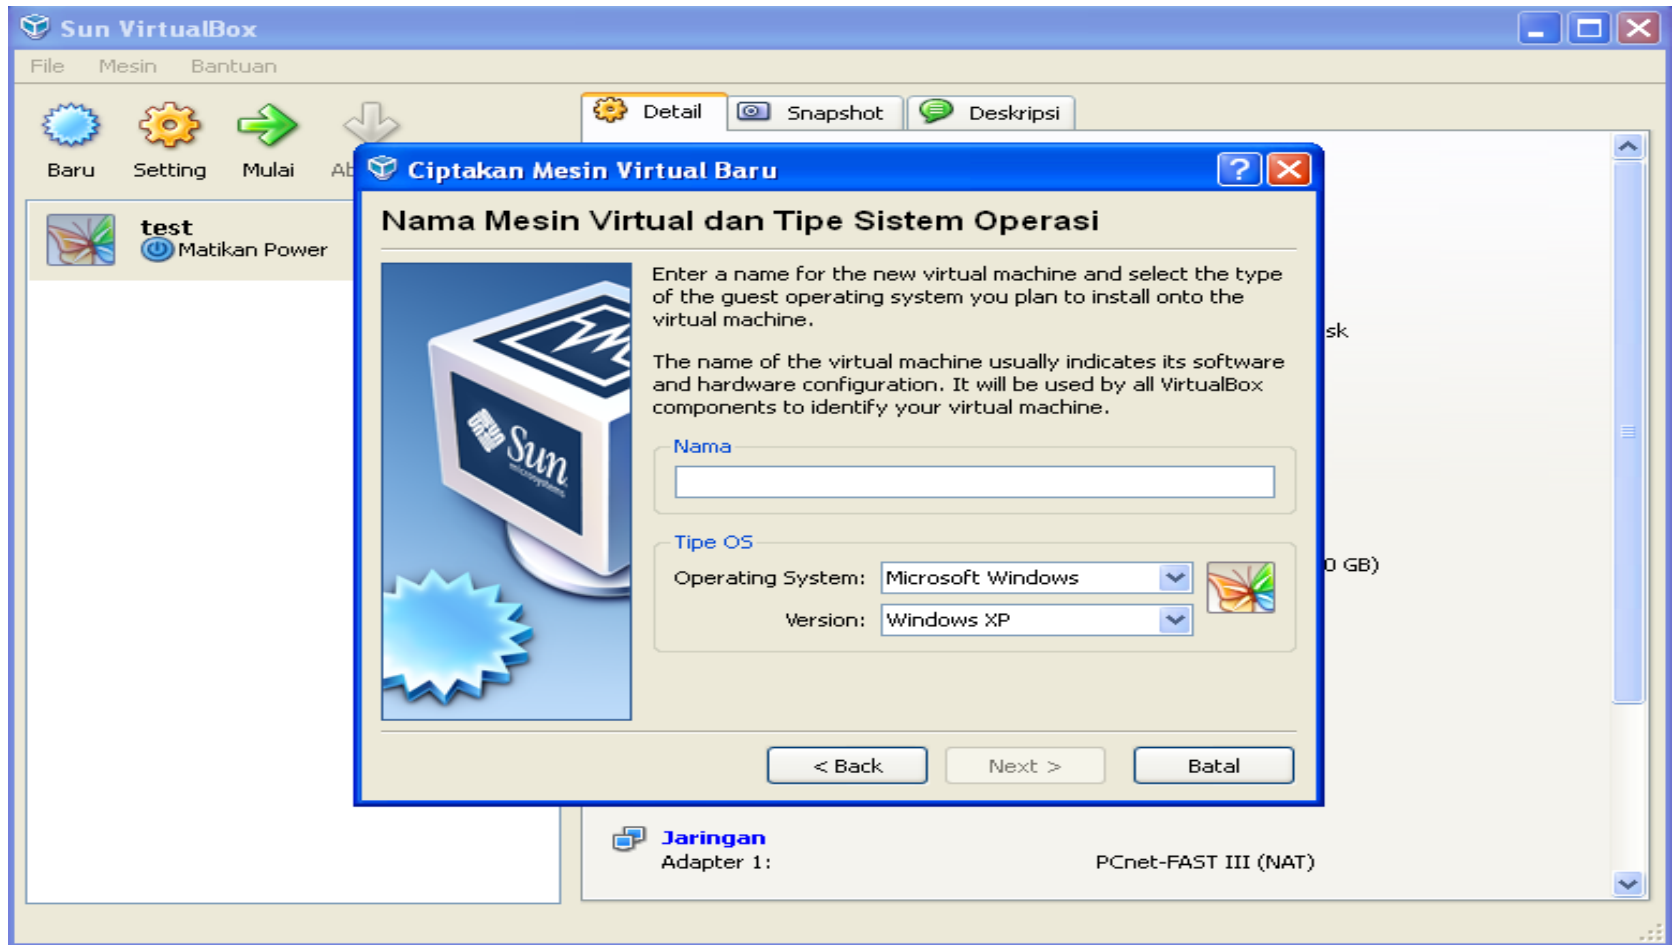 Sun VirtualBox
File Mesin Bantuan
Baru Setting Mulai
Detail Snapshot Deskripsi
test
Matikan Power
Ciptakan Mesin Virtual Baru
Nama Mesin Virtual dan Tipe Sistem Operasi
Enter a name for the new virtual machine and select the type
of the guest operating system you plan to install onto the
virtual machine.
The name of the virtual machine usually indicates its software
and hardware configuration. It will be used by all VirtualBox
components to identify your virtual machine.
Sun
microsystems
Nama
Tipe OS
Operating System: Microsoft Windows
Version: Windows XP
< Back Next > Batal
0 GB)
Jaringan
Adapter 1: PCnet-FAST III (NAT)